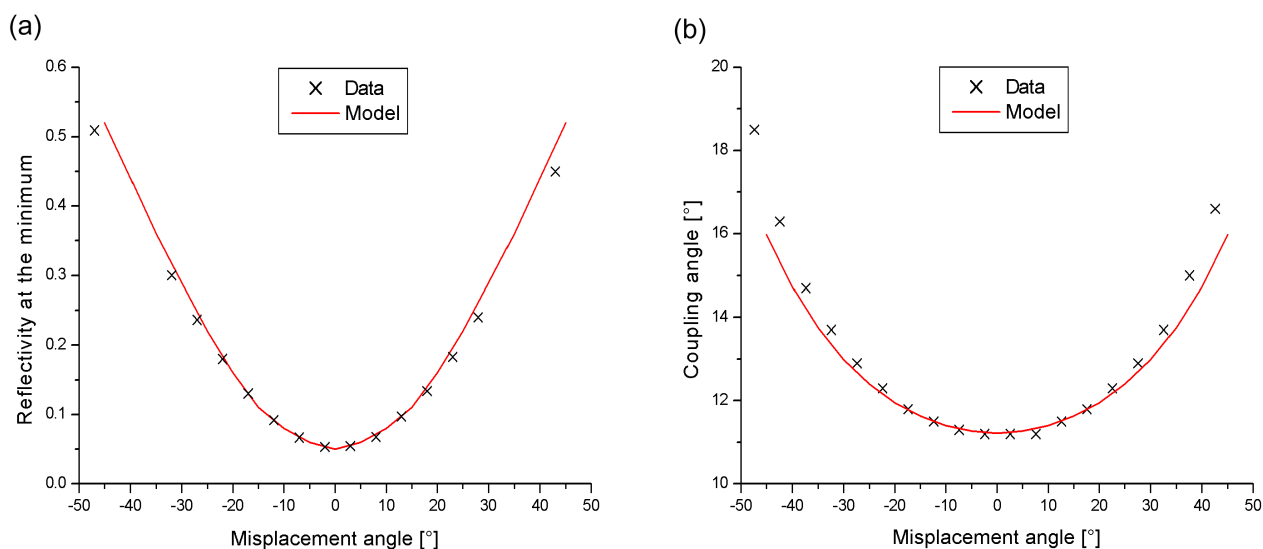 (a)
Reflectivity at the minimum
0.6
0.5
0.4
0.3
0.2
0.1
0.0
Data
Model
-50 -40 -30 -20 -10 0 10 20 30 40 50
Misplacement angle [°]
(b)
Coupling angle [°]
20
18
16
14
12
10
Data
Model
-50 -40 -30 -20 -10 0 10 20 30 40 50
Misplacement angle [°]